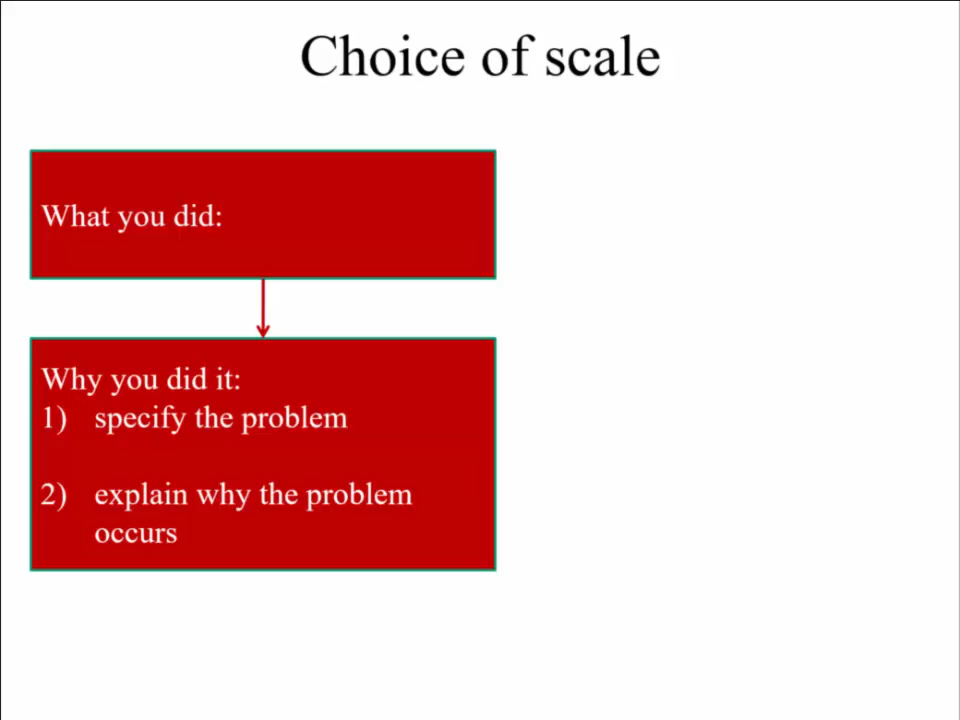 Choice of scale
What you did:
Why you did it:
1) specify the problem
2) explain why the problem
occurs